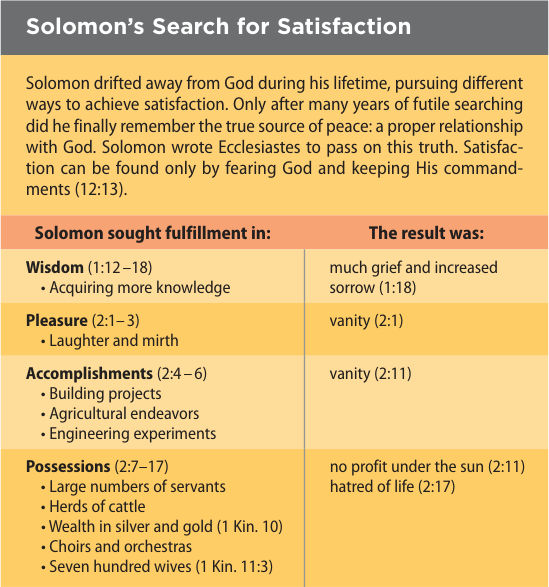 Solomon's Search for Satisfaction
Solomon drifted away from God during his lifetime, pursuing different
ways to achieve satisfaction. Only after many years of futile searching
did he finally remember the true source of peace: a proper relationship
with God. Solomon wrote Ecclesiastes to pass on this truth. Satisfac-
tion can be found only by fearing God and keeping His command-
ments (12:13).
Solomon sought fulfillment in: The result was:
Wisdom (1:12–18) much grief and increased
• Acquiring more knowledge sorrow (1:18)
Pleasure (2:1–3) vanity (2:1)
• Laughter and mirth
Accomplishments (2:4–6) vanity (2:11)
• Building projects
• Agricultural endeavors
• Engineering experiments
Possessions (2:7–17) no profit under the sun (2:11)
• Large numbers of servants hatred of life (2:17)
• Herds of cattle
• Wealth in silver and gold (1 Kin. 10)
• Choirs and orchestras
• Seven hundred wives (1 Kin. 11:3)